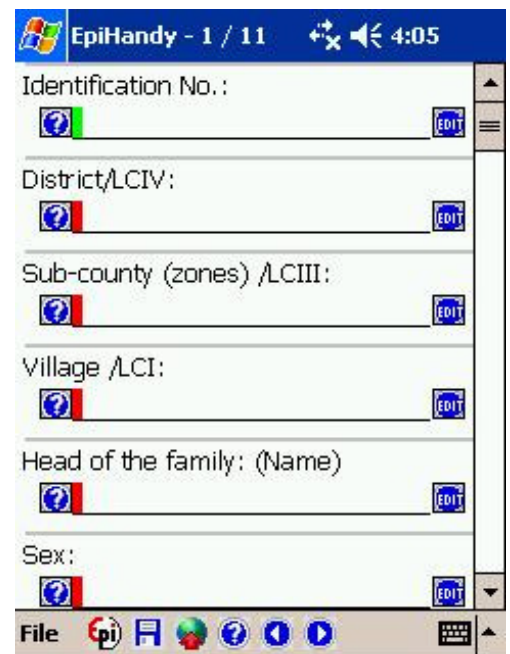 EpiHandy - 1 / 11 4:05
Identification No.:
EDIT
District/LCIV:
EDIT
Sub-county (zones) /LCIII:
EDIT
Village /LCI:
EDIT
Head of the family: (Name)
EDIT
Sex:
EDIT
File Epi